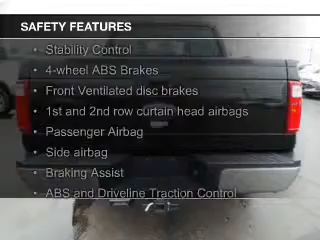 SAFETY FEATURES
• Stability Control
• 4-wheel ABS Brakes
• Front Ventilated disc brakes
• 1st and 2nd row curtain head airbags
• Passenger Airbag
• Side airbag
• Braking Assist
• ABS and Driveline Traction Control